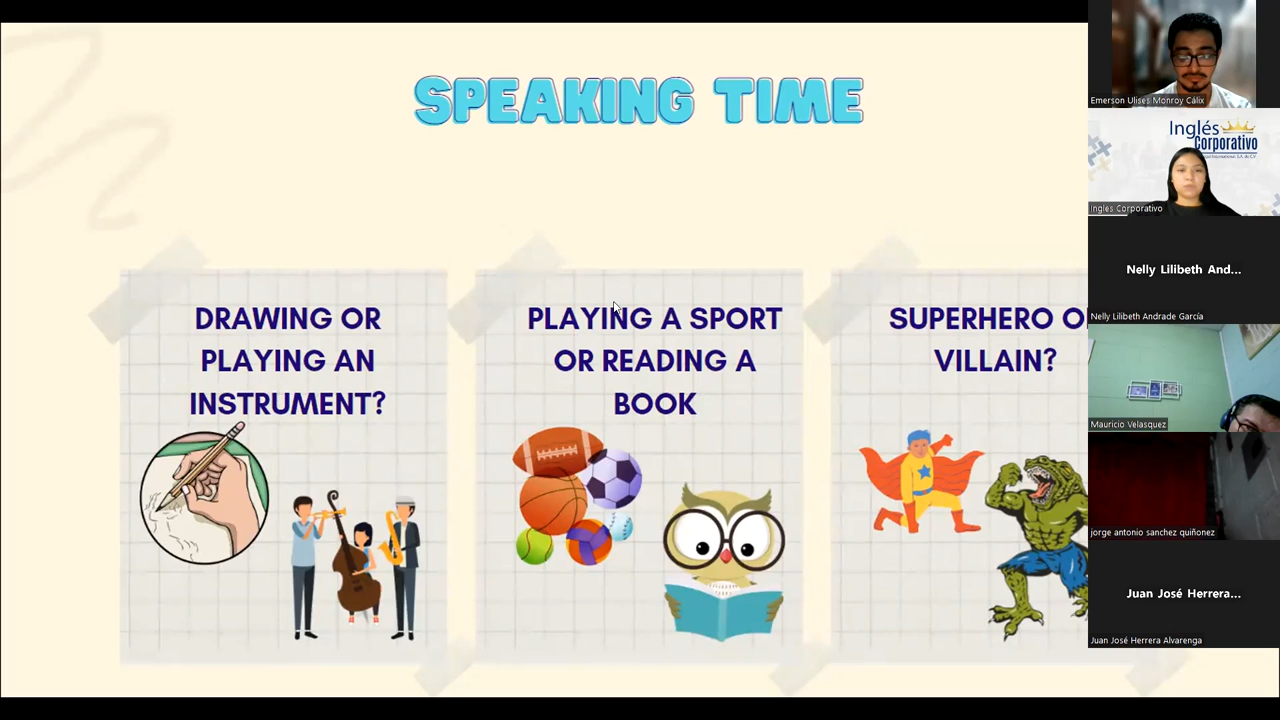 SPEAKING TIME
DRAWING OR
PLAYING AN
INSTRUMENT?
PLAYING A SPORT
OR READING A
BOOK
SUPERHERO O
VILLAIN?
Emerson Ulises Monroy Cálix
Inglés
Corporativo
Ingles Corporativo
Nelly Lilibeth And...
Nelly Lilibeth Andrade García
Mauricio Velasquez
jorge antonio sanchez quiñonez
Juan José Herrera...
Juan José Herrera Alvarenga